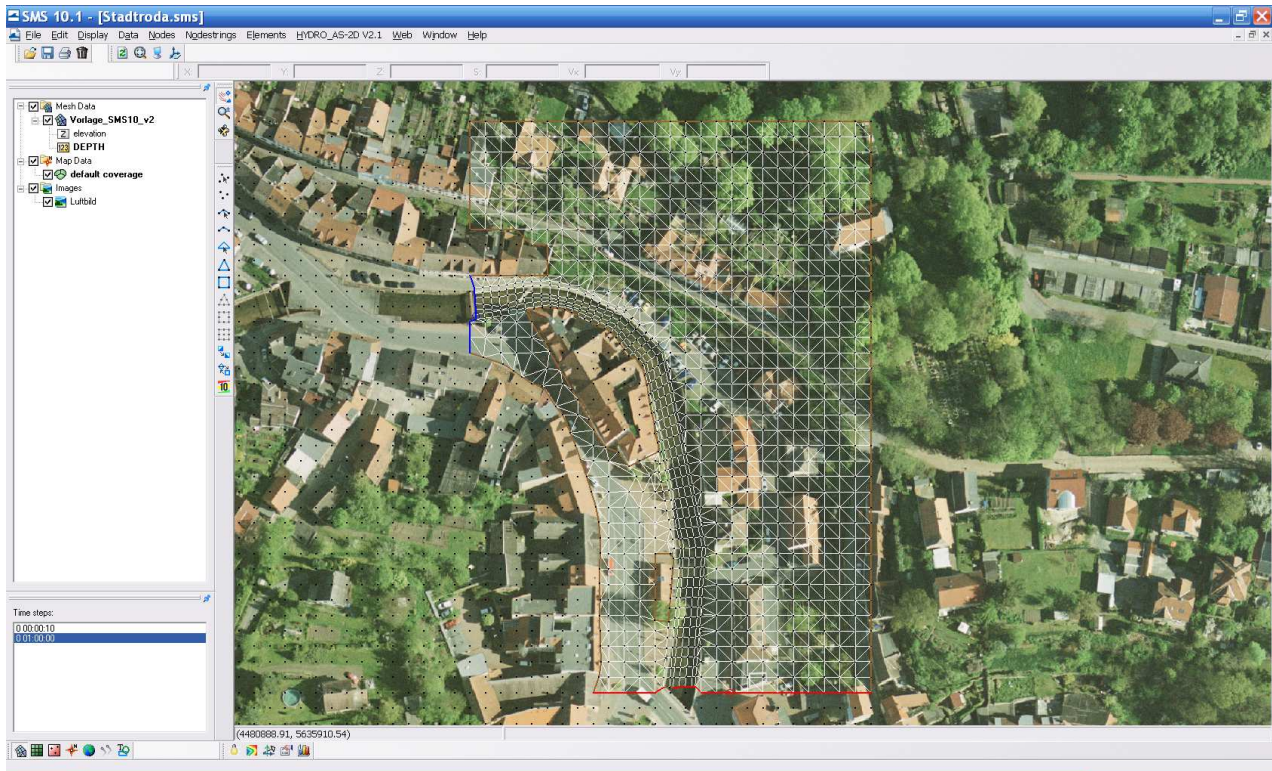 SMS 10.1 - [Stadtroda.sms]
File Edit Display Data Nodes Nodestrings Elements HYDRO_AS-2D V2.1 Web Window Help
X: Y: Z: S: Vx: Vy:
Mesh Data
Vorlage_SMS10_v2
Z elevation
123 DEPTH
Map Data
default coverage
Images
Luftbild
10
Time steps:
0 00:00:10
0 01:00:00
(4480888.91, 5635910.54)